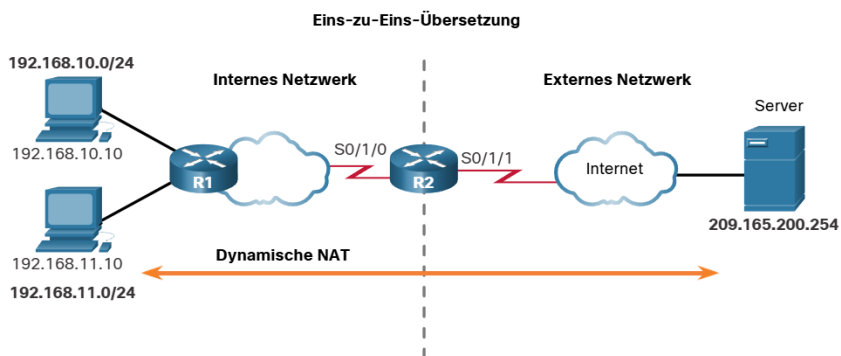 Eins-zu-Eins-Übersetzung
192.168.10.0/24
Internes Netzwerk
Externes Netzwerk
Server
192.168.10.10
S0/1/0
S0/1/1
R1
R2
Internet
209.165.200.254
192.168.11.10
Dynamische NAT
192.168.11.0/24